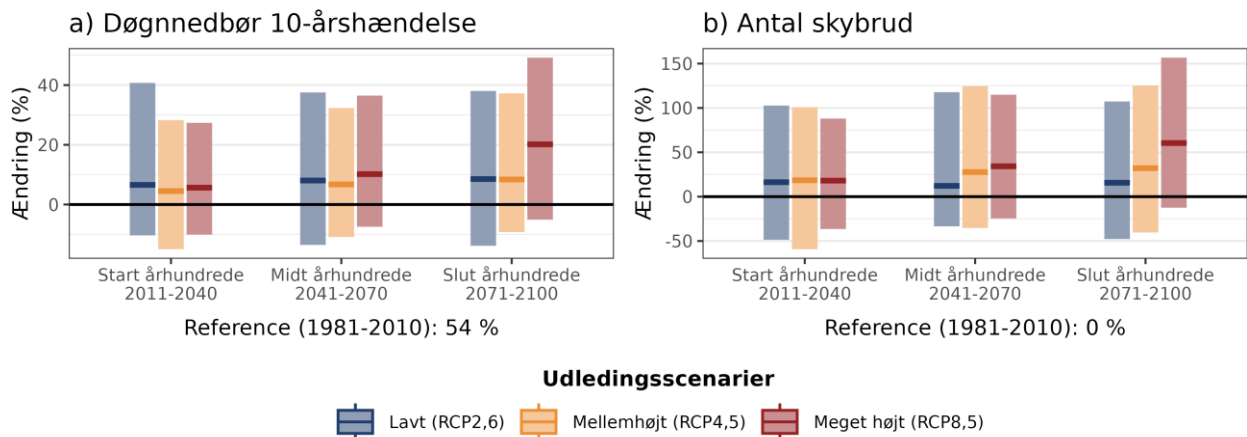 a) Døgnnedbør 10-årshændelse
Ændring (%)
40
20
0
Start århundrede
2011-2040
Midt århundrede
2041-2070
Slut århundrede
2071-2100
Reference (1981-2010): 54 %
b) Antal skybrud
Ændring (%)
150
100
50
0
-50
Start århundrede
2011-2040
Midt århundrede
2041-2070
Slut århundrede
2071-2100
Reference (1981-2010): 0 %
Udledingsscenarier
Lavt (RCP2,6)
Mellemhøjt (RCP4,5)
Meget højt (RCP8,5)